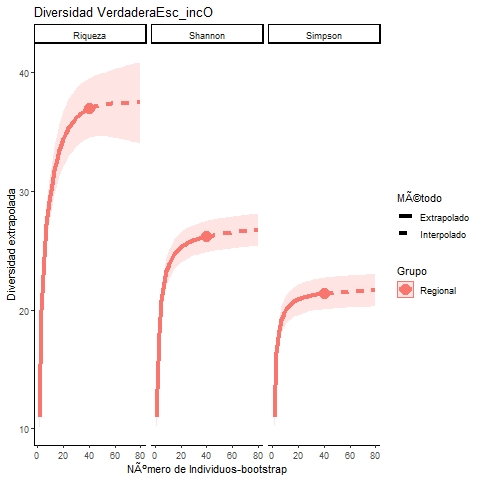 Diversidad VerdaderaEsc_incO
Riqueza
Shannon
Simpson
40
30
20
10
Diversidad extrapolada
0 20 40 60 80
0 20 40 60 80
0 20 40 60 80
NÃºmero de Individuos-bootstrap
MÃ©todo
Extrapolado
Interpolado
Grupo
Regional